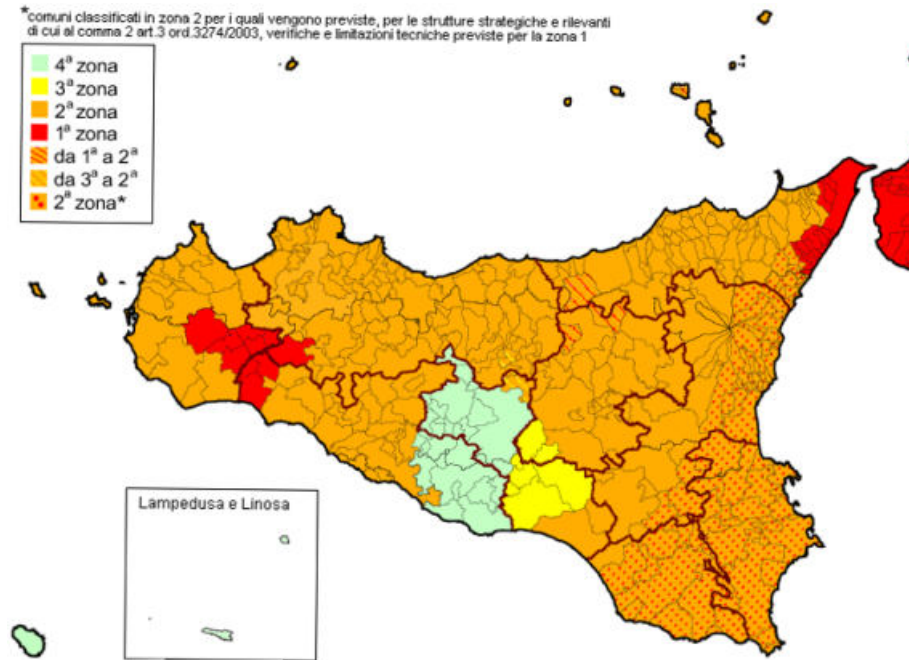 *comuni classificati in zona 2 per i quali vengono previste, per le strutture strategiche e rilevanti
di cui al comma 2 art.3 ord.3274/2003, verifiche e limitazioni tecniche previste per la zona 1
4ª zona
3ª zona
2ª zona
1ª zona
da 1ª a 2ª
da 3ª a 2ª
2ª zona*
Lampedusa e Linosa